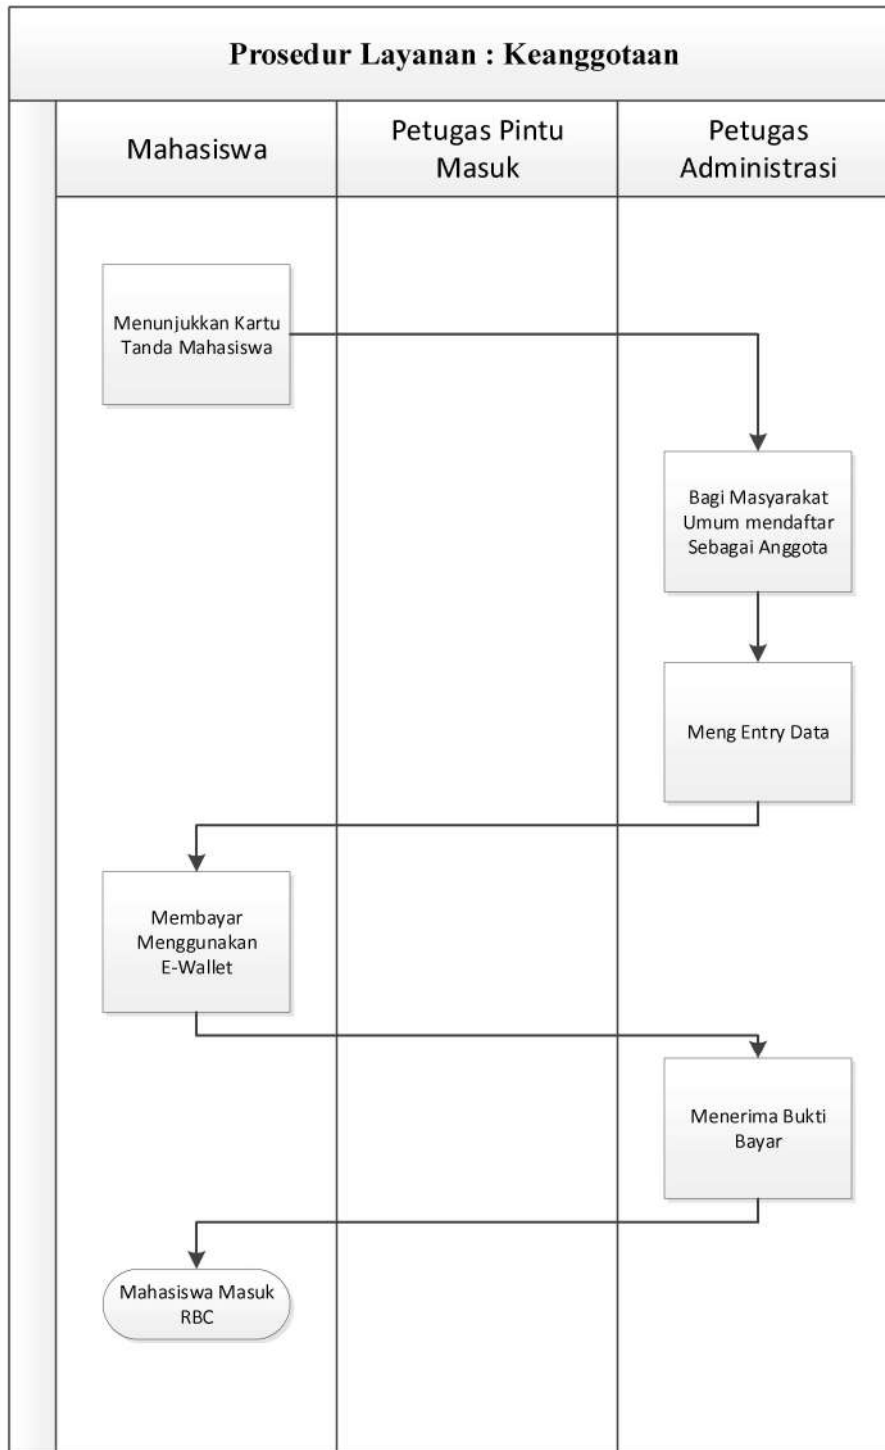 Prosedur Layanan : Keanggotaan
Mahasiswa
Petugas Pintu
Masuk
Petugas
Administrasi
Menunjukkan Kartu
Tanda Mahasiswa
Bagi Masyarakat
Umum mendaftar
Sebagai Anggota
Meng Entry Data
Membayar
Menggunakan
E-Wallet
Menerima Bukti
Bayar
Mahasiswa Masuk
RBC